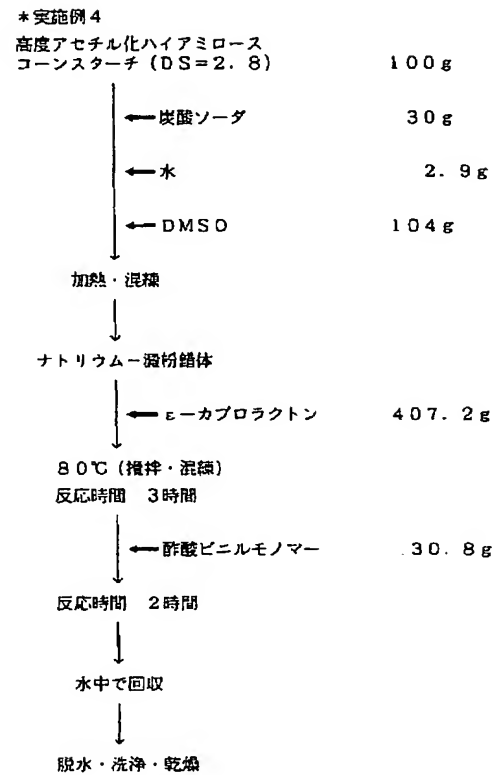 *実施例4
高度アセチル化ハイアミロース
コーンスターチ(DS=2.8) 100g
←炭酸ソーダ 30g
←水 2.9g
←DMSO 104g
加熱・混練
ナトリウムー澱粉錯体
←ε-カプロラクトン 407.2g
80℃(撹拌・混練)
反応時間 3時間
←酢酸ビニルモノマー 30.8g
反応時間 2時間
水中で回収
脱水・洗浄・乾燥